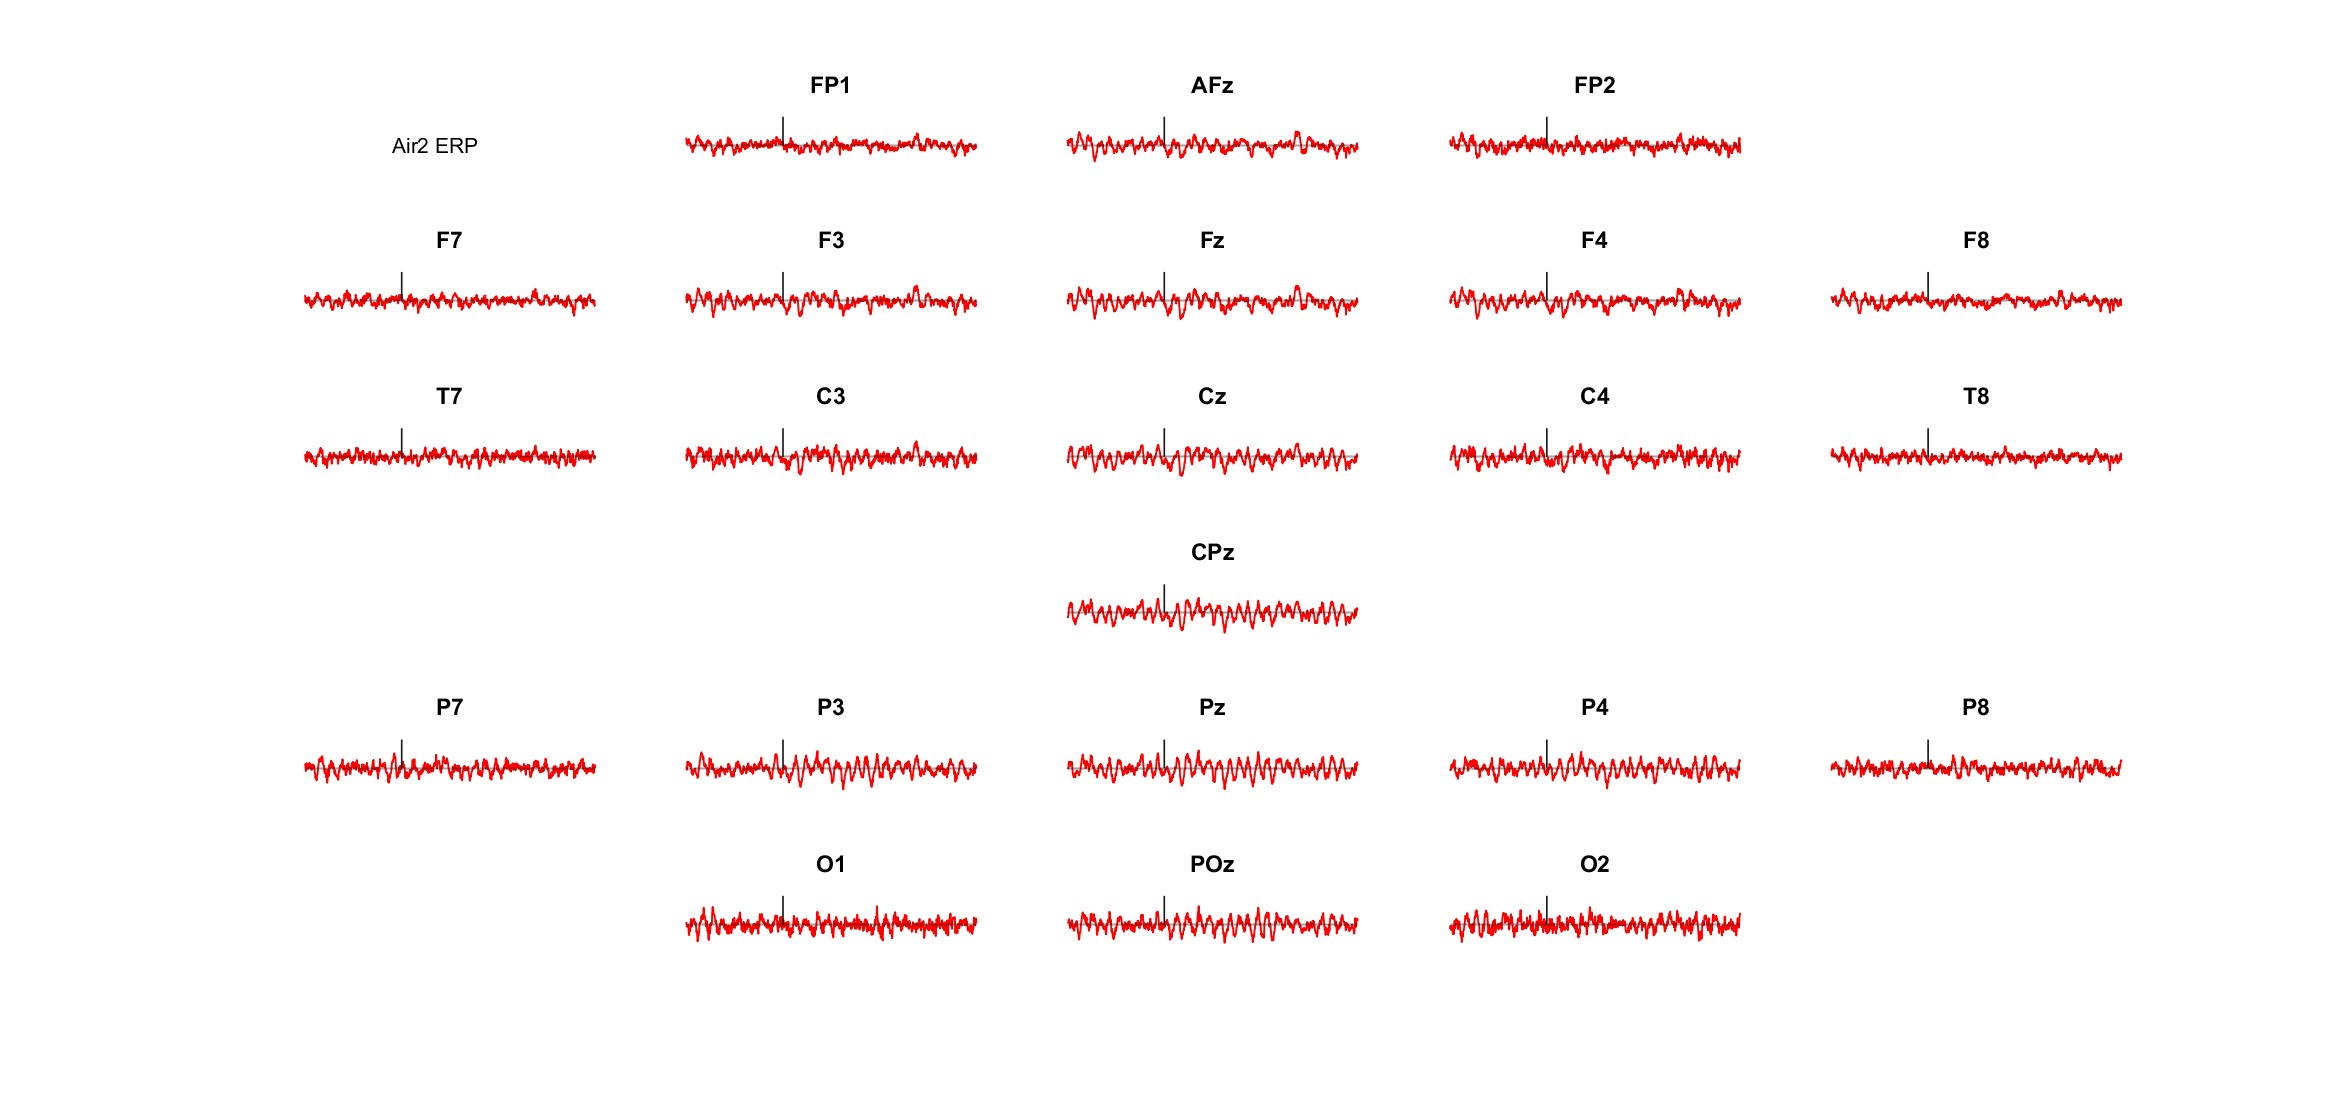 FP1 AFz FP2
Air2 ERP
F7 F3 Fz F4 F8
T7 C3 Cz C4 T8
CPz
P7 P3 Pz P4 P8
O1 POz O2